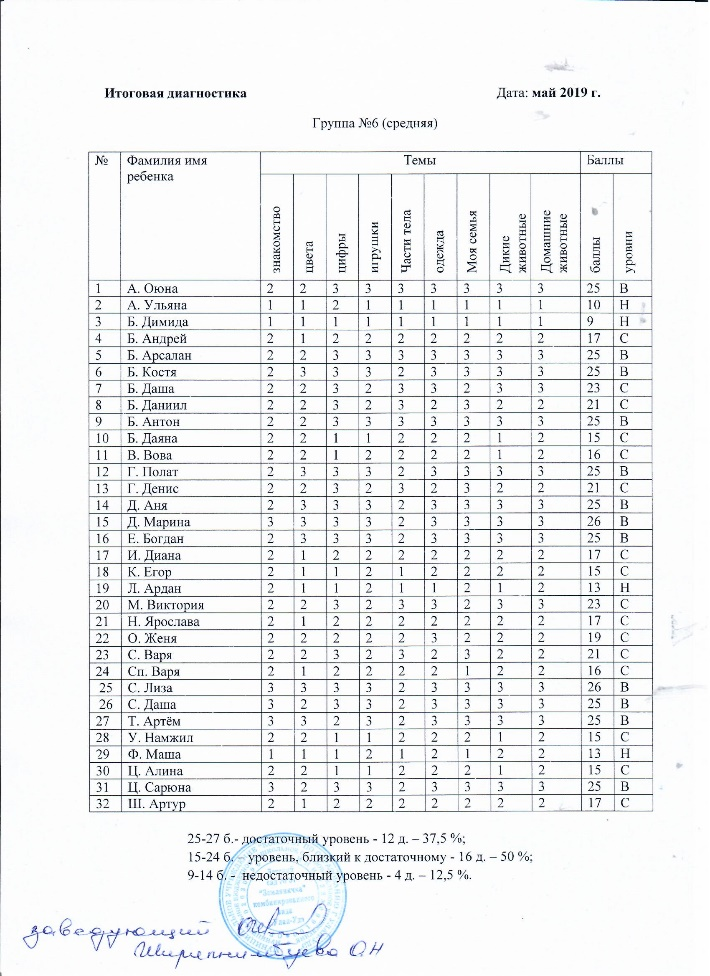 Итоговая диагностика Дата: май 2019 г.
Группа №6 (средняя)
№ Фамилия имя ребенка Темы Баллы
знакомство цвета цифры игрушки Части тела одежда Моя семья Дикие животные Домашние животные баллы уровни
1 А. Оюна 2 2 3 3 3 3 3 3 3 25 В
2 А. Ульяна 1 1 2 1 1 1 1 1 1 10 Н
3 Б. Димида 1 1 1 1 1 1 1 1 1 9 Н
4 Б. Андрей 2 1 2 2 2 2 2 2 2 17 С
5 Б. Арсалан 2 2 3 3 3 3 3 3 3 25 В
6 Б. Костя 2 3 3 3 2 3 3 3 3 25 В
7 Б. Даша 2 2 3 2 3 3 2 3 3 23 С
8 Б. Даниил 2 2 3 2 3 2 3 2 2 21 С
9 Б. Антон 2 2 3 3 3 3 3 3 3 25 В
10 Б. Даяна 2 2 1 1 2 2 2 1 2 15 С
11 В. Вова 2 2 1 2 2 2 2 1 2 16 С
12 Г. Полат 2 3 3 3 2 3 3 3 3 25 В
13 Г. Денис 2 2 3 2 3 2 3 2 2 21 С
14 Д. Аня 2 3 3 3 2 3 3 3 3 25 В
15 Д. Марина 3 3 3 3 2 3 3 3 3 26 В
16 Е. Богдан 2 3 3 3 2 3 3 3 3 25 В
17 И. Диана 2 1 2 2 2 2 2 2 2 17 С
18 К. Егор 2 1 1 2 1 2 2 2 2 15 С
19 Л. Ардан 2 1 1 2 1 1 2 1 2 13 Н
20 М. Виктория 2 2 3 2 3 3 2 3 3 23 С
21 Н. Ярослава 2 1 2 2 2 2 2 2 2 17 С
22 О. Женя 2 2 2 2 2 3 2 2 2 19 С
23 С. Варя 2 2 3 2 3 2 3 2 2 21 С
24 Сп. Варя 2 1 2 2 2 2 1 2 2 16 С
25 С. Лиза 3 3 3 3 2 3 3 3 3 26 В
26 С. Даша 3 2 3 3 2 3 3 3 3 25 В
27 Т. Артём 3 3 2 3 2 3 3 3 3 25 В
28 У. Намжил 2 2 1 1 2 2 2 1 2 15 С
29 Ф. Маша 1 1 1 2 1 2 1 2 2 13 Н
30 Ц. Алина 2 2 1 1 2 2 2 1 2 15 С
31 Ц. Сарюна 3 2 3 3 2 3 3 3 3 25 В
32 Ш. Артур 2 1 2 2 2 2 2 2 2 17 С
25-27 б.- достаточный уровень - 12 д. – 37,5 %;
15-24 б. – уровень, близкий к достаточному - 16 д. – 50 %;
9-14 б. - недостаточный уровень - 4 д. – 12,5 %.
заведующий